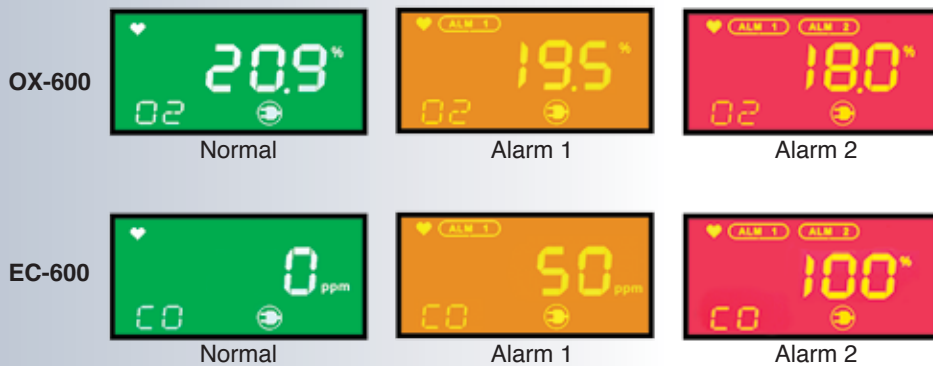 OX-600
20.9 %
O2
Normal
ALM 1
19.5 %
O2
Alarm 1
ALM 1 ALM 2
18.0 %
O2
Alarm 2
EC-600
0 ppm
CO
Normal
ALM 1
50 ppm
CO
Alarm 1
ALM 1 ALM 2
100 %
CO
Alarm 2